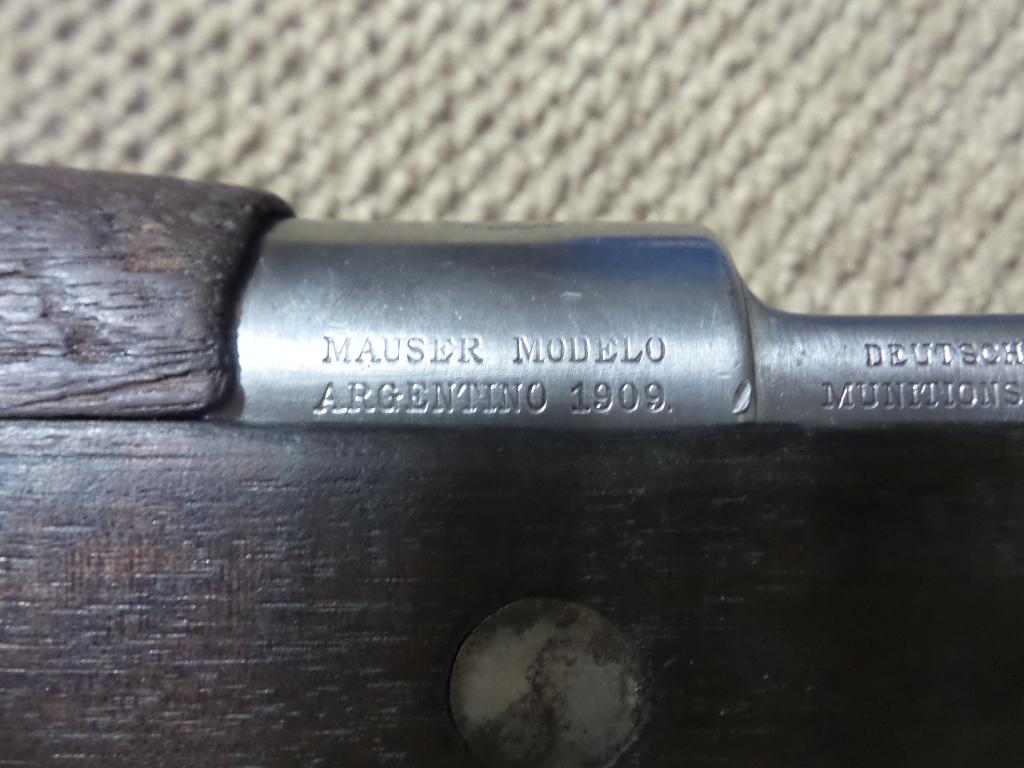 MAUSER MODELO
ARGENTINO 1909.
DEUTSCH
MUNITIONS